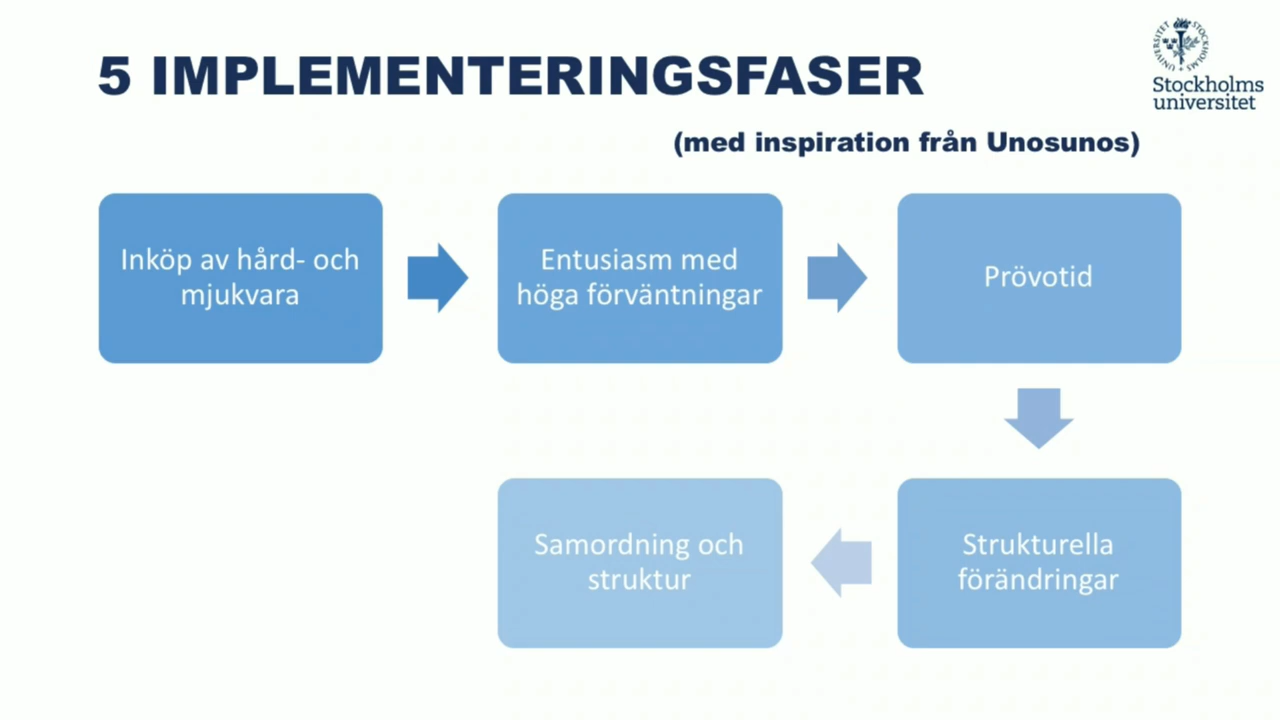 5 IMPLEMENTERINGSFASER
Stockholms
universitet
(med inspiration från Unosunos)
Inköp av hård- och
mjukvara
Entusiasm med
höga förväntningar
Prövotid
Strukturella
förändringar
Samordning och
struktur